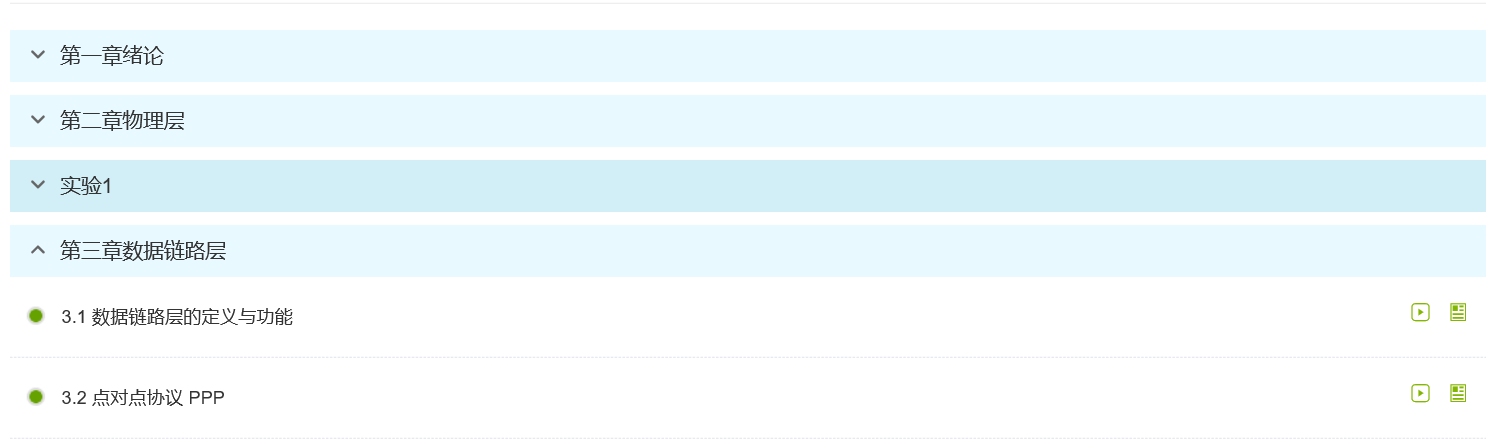 第一章绪论
第二章物理层
实验1
第三章数据链路层
3.1 数据链路层的定义与功能
3.2 点对点协议 PPP